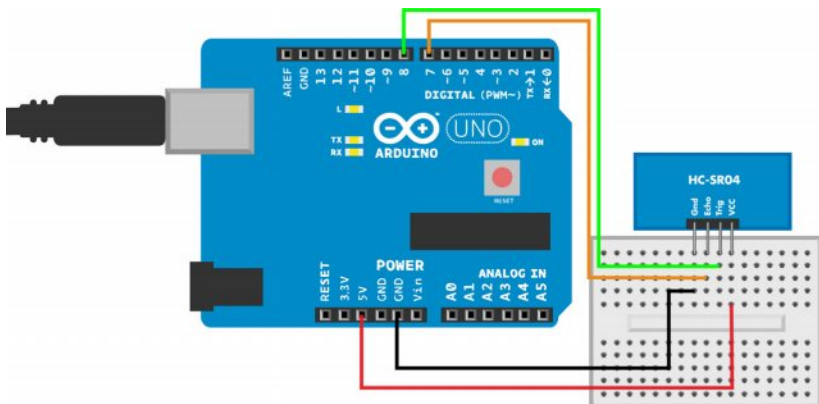 AREF
GND
13
12
~11
~10
~9
8
7
~6
~5
4
~3
2
TX→1
RX←0
DIGITAL (PWM~)
L
TX
RX
ARDUINO
UNO
ON
RESET
HC-SR04
Gnd
Echo
Trig
VCC
POWER
ANALOG IN
RESET
3.3V
5V
GND
GND
Vin
A0
A1
A2
A3
A4
A5